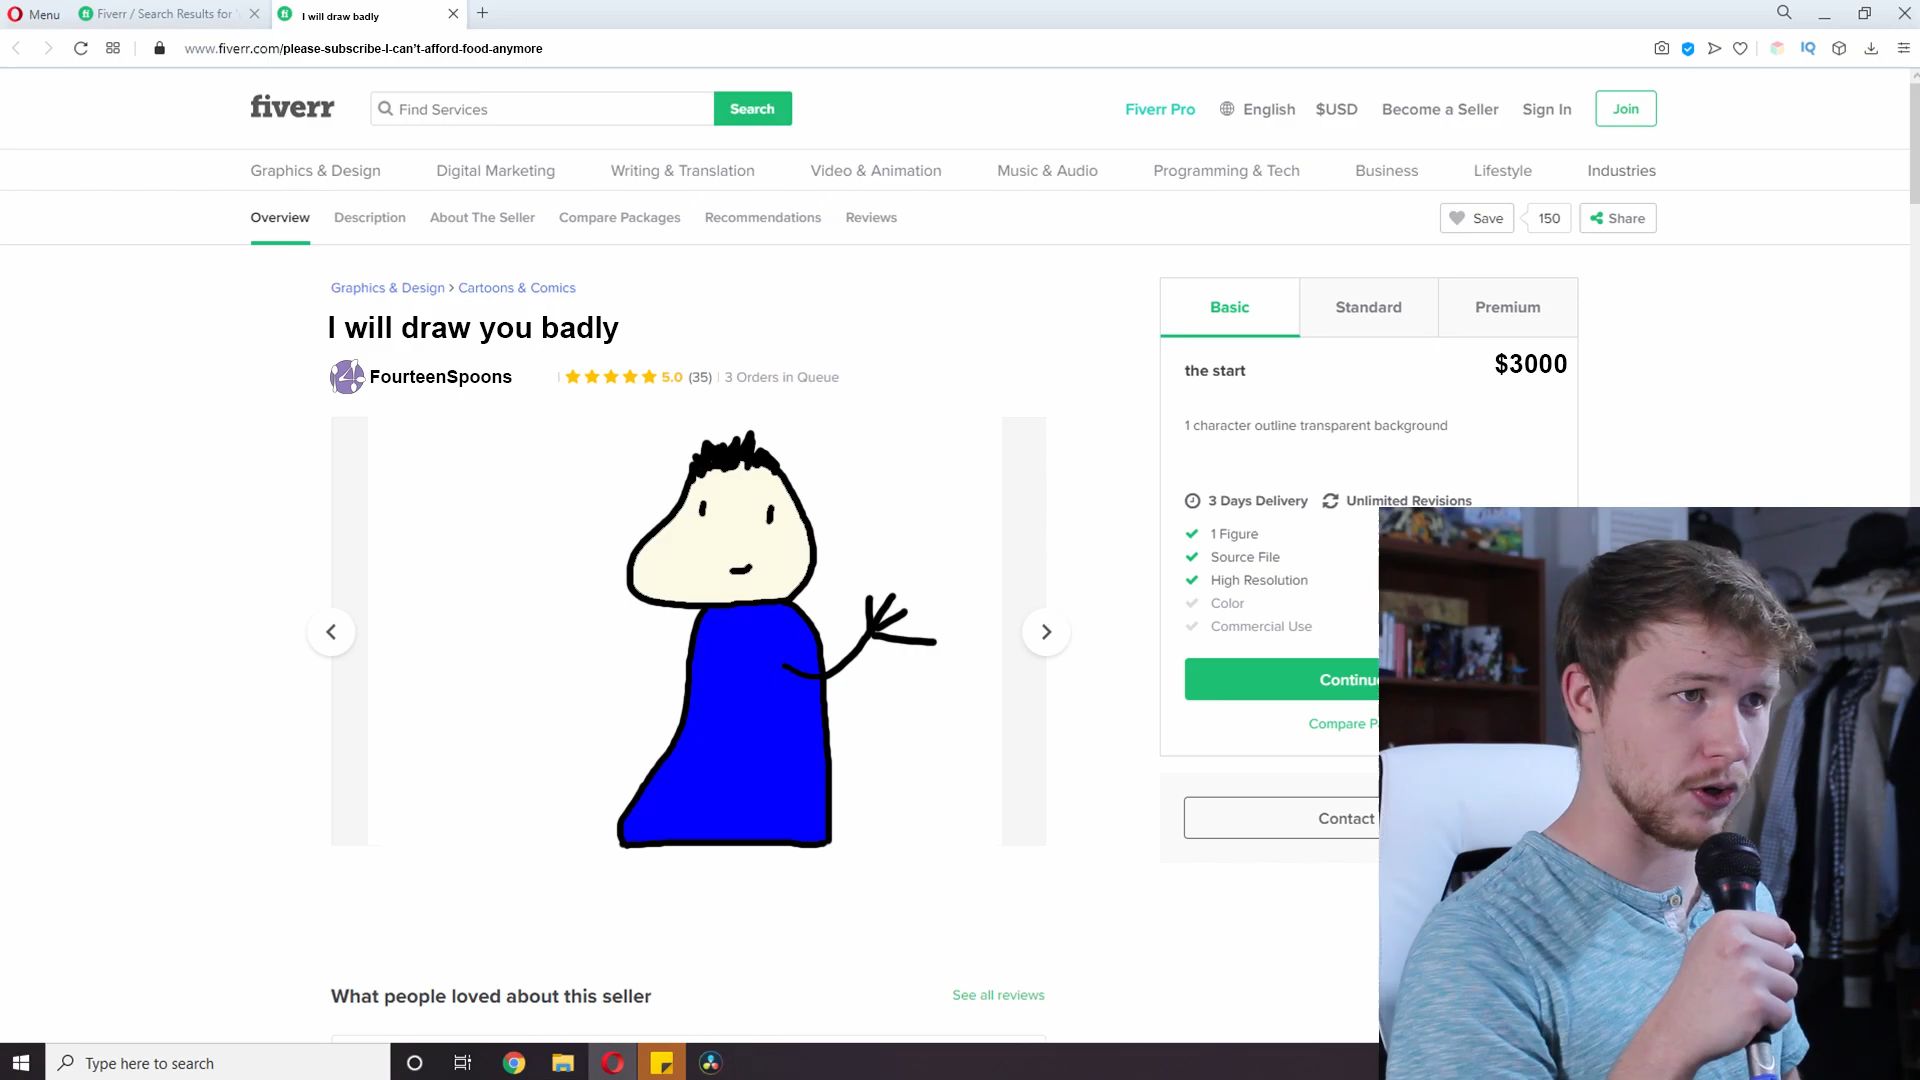 Menu
Fiverr / Search Results for '
I will draw badly
www.fiverr.com/please-subscribe-I-can't-afford-food-anymore
IQ
fiverr
Find Services
Search
Fiverr Pro
English
$USD
Become a Seller
Sign In
Join
Graphics & Design
Digital Marketing
Writing & Translation
Video & Animation
Music & Audio
Programming & Tech
Business
Lifestyle
Industries
Overview
Description
About The Seller
Compare Packages
Recommendations
Reviews
Save
150
Share
Graphics & Design > Cartoons & Comics
I will draw you badly
FourteenSpoons
5.0 (35)
3 Orders in Queue
Basic
Standard
Premium
the start
$3000
1 character outline transparent background
3 Days Delivery
Unlimited Revisions
1 Figure
Source File
High Resolution
Color
Commercial Use
Continu
Compare P
Contact
What people loved about this seller
See all reviews
Type here to search